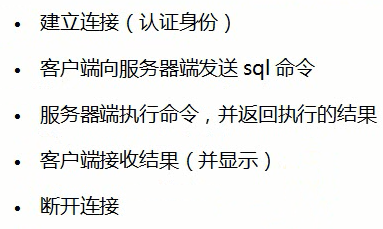 • 建立连接（认证身份）
• 客户端向服务器端发送 sql 命令
• 服务器端执行命令，并返回执行的结果
• 客户端接收结果（并显示）
• 断开连接